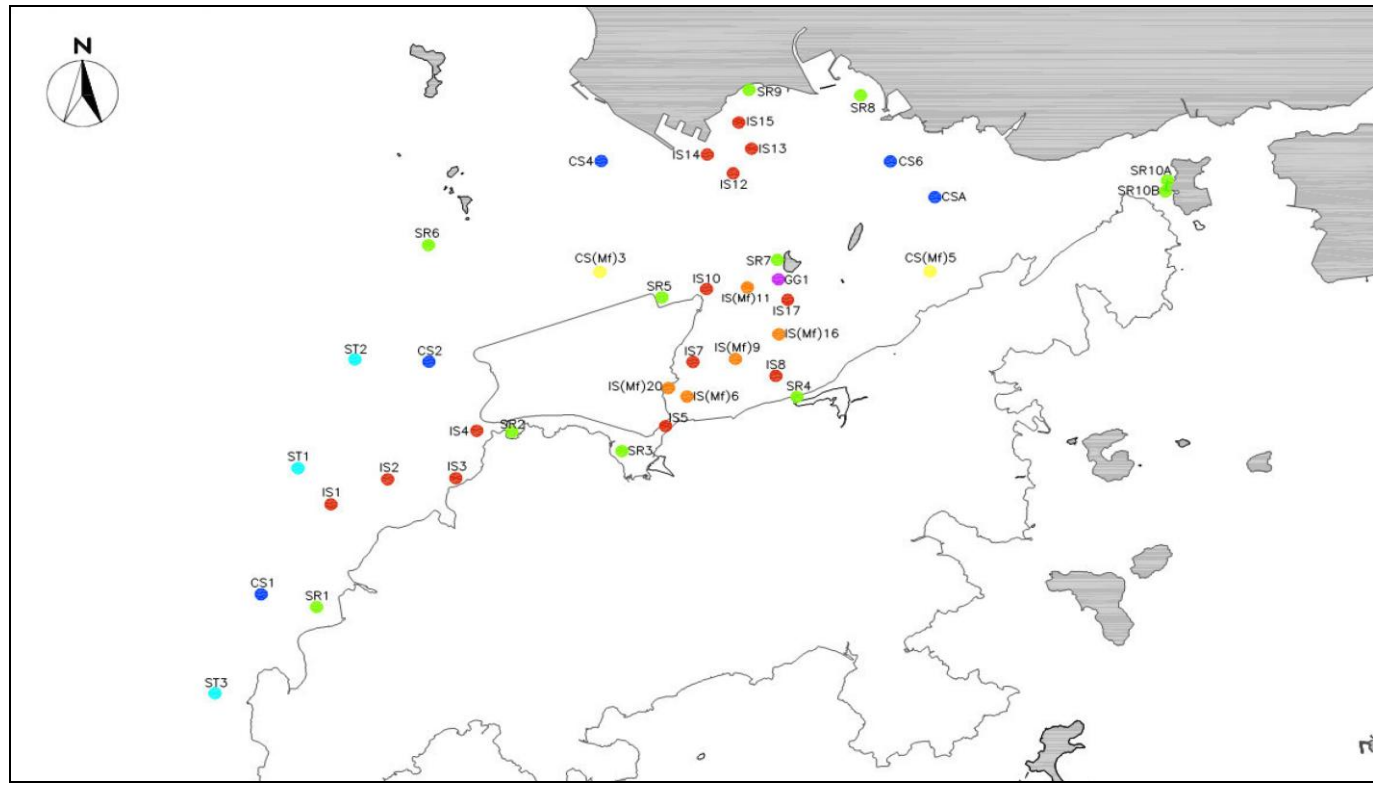 N
SR9
SR8
IS15
IS14
IS13
CS4
CS6
IS12
SR10A
SR10B
CSA
SR6
SR7
CS(Mf)3
CS(Mf)5
GG1
IS10
SR5
IS(Mf)11
IS17
IS(Mf)16
ST2
CS2
IS7
IS(Mf)9
IS8
IS(Mf)20
IS(Mf)6
SR4
IS5
IS4
SR2
SR3
ST1
IS2
IS3
IS1
CS1
SR1
ST3